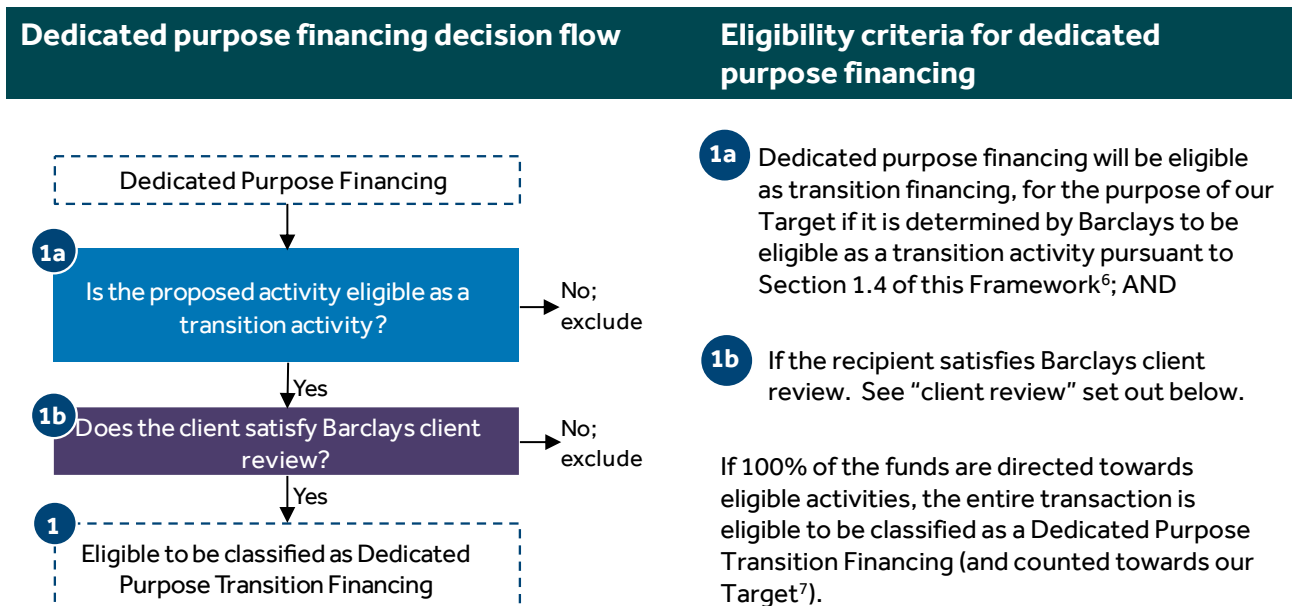 Dedicated purpose financing decision flow
Dedicated Purpose Financing
1a
Is the proposed activity eligible as a
transition activity?
No;
exclude
Yes
1b
Does the client satisfy Barclays client
review?
No;
exclude
Yes
1
Eligible to be classified as Dedicated
Purpose Transition Financing
Eligibility criteria for dedicated
purpose financing
1a
Dedicated purpose financing will be eligible
as transition financing, for the purpose of our
Target if it is determined by Barclays to be
eligible as a transition activity pursuant to
Section 1.4 of this Framework⁶; AND
1b
If the recipient satisfies Barclays client
review. See “client review” set out below.
If 100% of the funds are directed towards
eligible activities, the entire transaction is
eligible to be classified as a Dedicated Purpose
Transition Financing (and counted towards our
Target⁷).